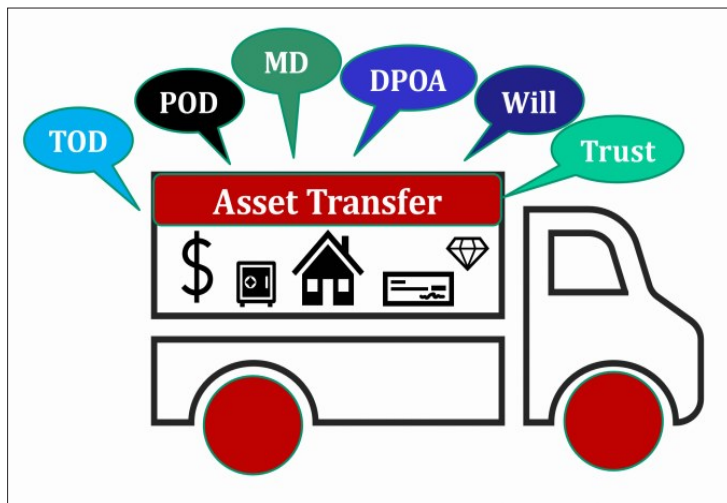 TOD
POD
MD
DPOA
Will
Trust
Asset Transfer
$